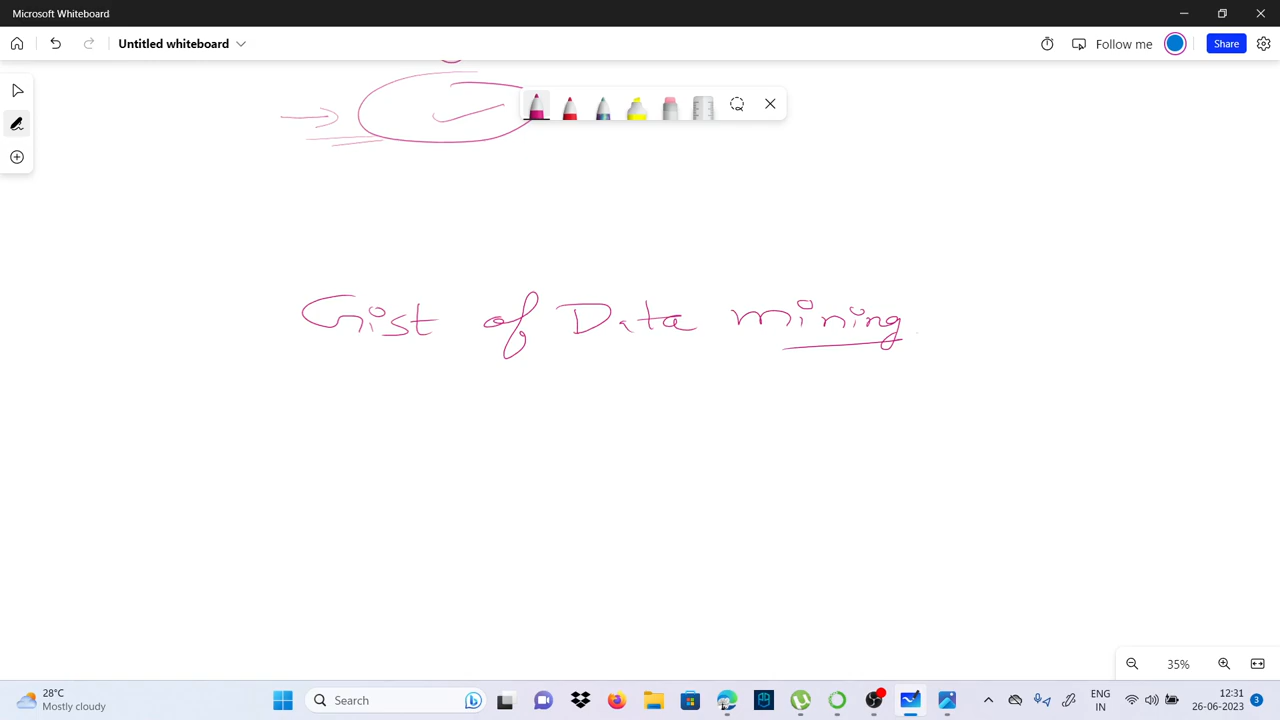 Microsoft Whiteboard
Untitled whiteboard
Follow me
Share
Gist of Data mining
35%
28°C
Mostly cloudy
Search
ENG
IN
12:31
26-06-2023
3